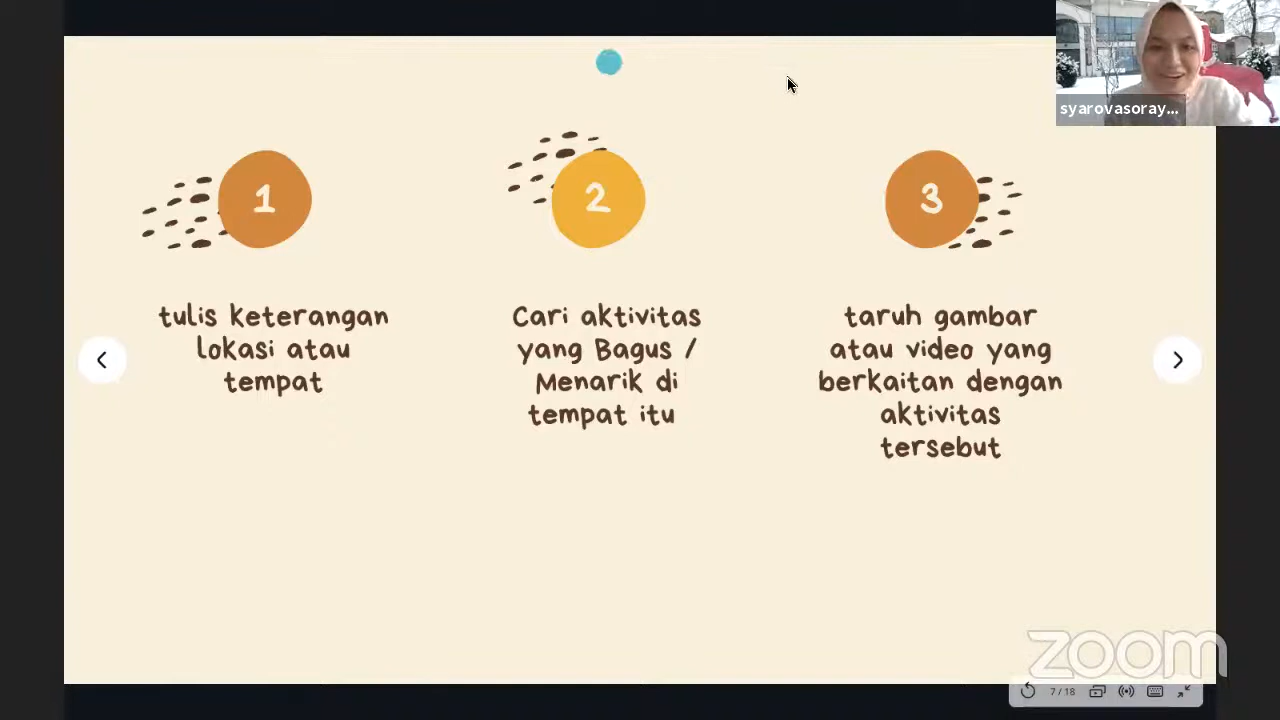 syarovasoray...
1
2
3
tulis keterangan
lokasi atau
tempat
Cari aktivitas
yang Bagus /
Menarik di
tempat itu
taruh gambar
atau video yang
berkaitan dengan
aktivitas
tersebut
zoom
7 / 18